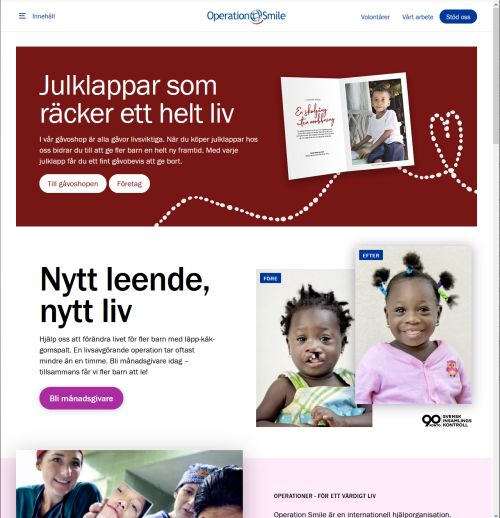 Innehåll
Operation Smile
Volontärer
Vårt arbete
Stöd oss
Julklappar som
räcker ett helt liv
I vår gåvoshop är alla gåvor livsviktiga. När du köper julklappar hos
oss bidrar du till att ge fler barn en helt ny framtid. Med varje
julklapp får du ett fint gåvobevis att ge bort.
Till gåvoshopen
Företag
Nytt leende,
nytt liv
Hjälp oss att förändra livet för fler barn med läpp-käk-
gomspalt. En livsavgörande operation tar oftast
mindre än en timme. Bli månadsgivare idag –
tillsammans får vi fler barn att le!
Bli månadsgivare
FÖRE
EFTER
90 SVENSK
INSAMLINGS
KONTROLL
OPERATIONER - FÖR ETT VÄRDIGT LIV
Operation Smile är en internationell hjälporganisation.